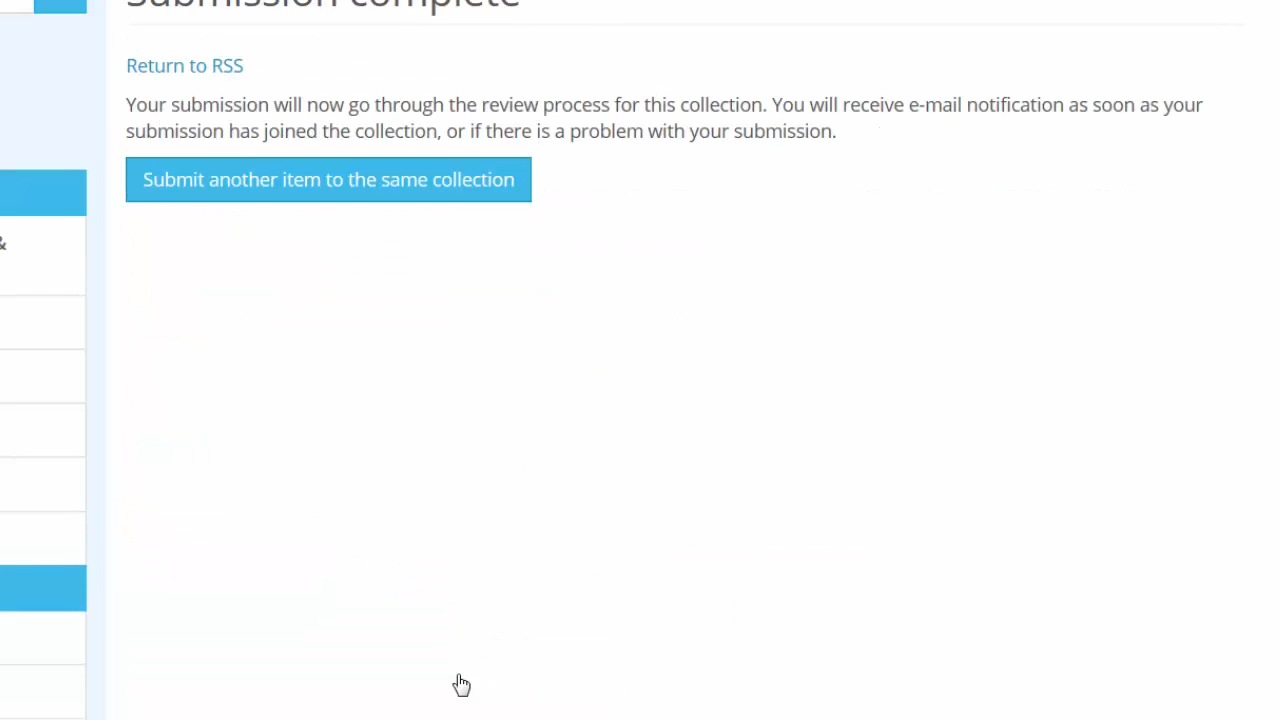 Submission complete
Return to RSS
Your submission will now go through the review process for this collection. You will receive e-mail notification as soon as your
submission has joined the collection, or if there is a problem with your submission.
Submit another item to the same collection
&